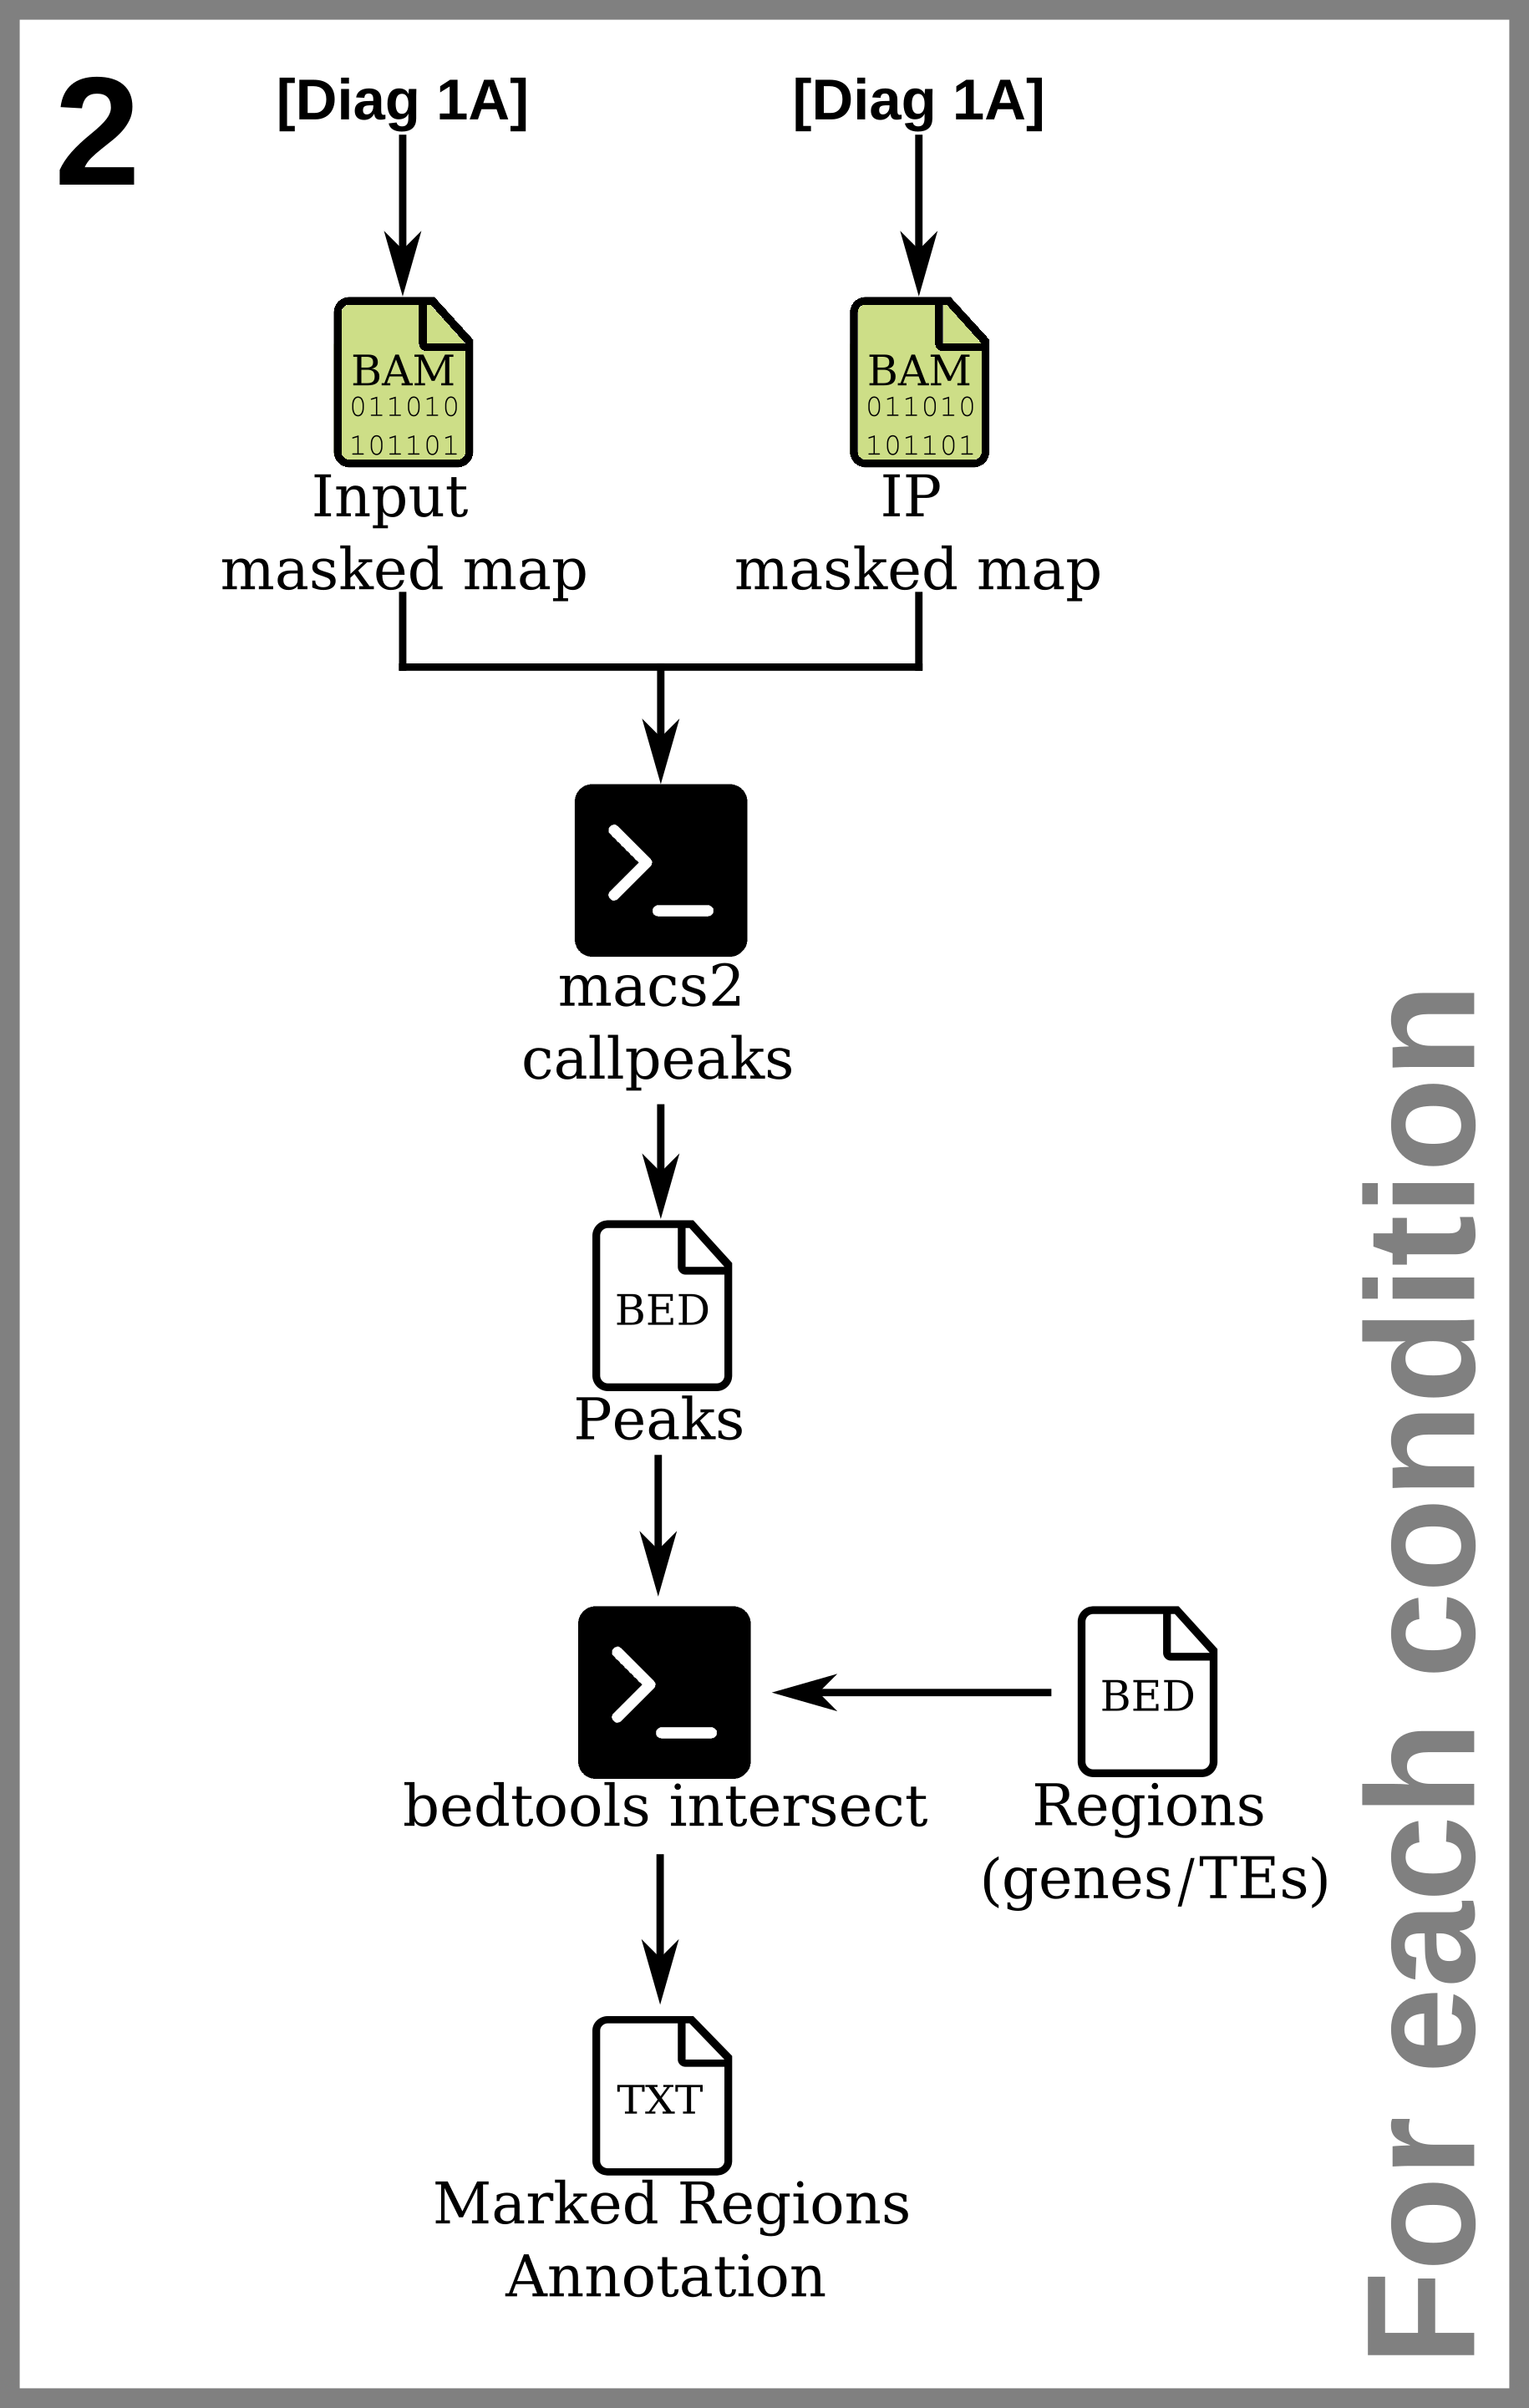 2
[Diag 1A]
[Diag 1A]
BAM
011010
101101
Input
masked map
BAM
011010
101101
IP
masked map
>_
macs2
callpeaks
BED
Peaks
>_
bedtools intersect
BED
Regions
(genes/TEs)
TXT
Marked Regions
Annotation
For each condition